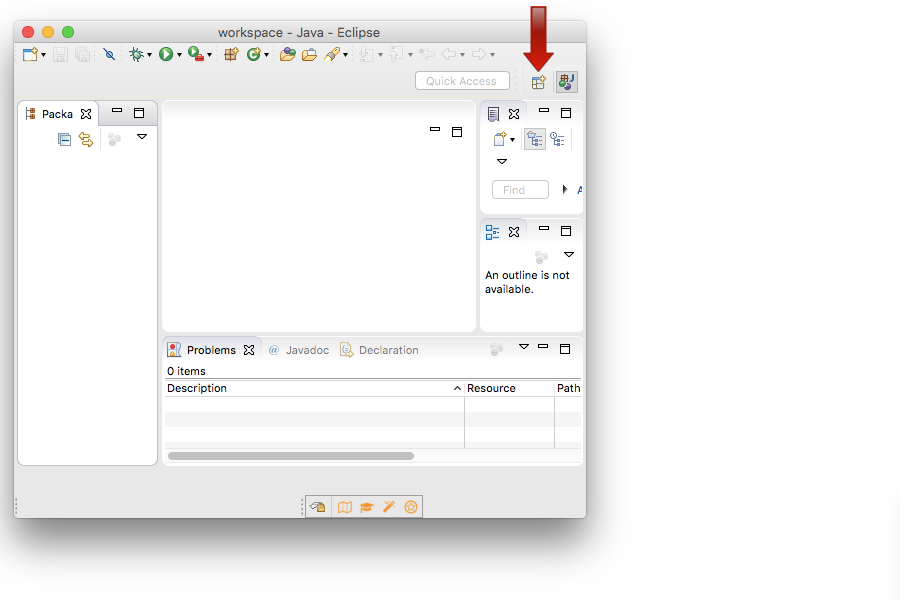 workspace - Java - Eclipse
Quick Access
Packa
Find
An outline is not
available.
Problems
@ Javadoc
Declaration
0 items
Description
Resource
Path